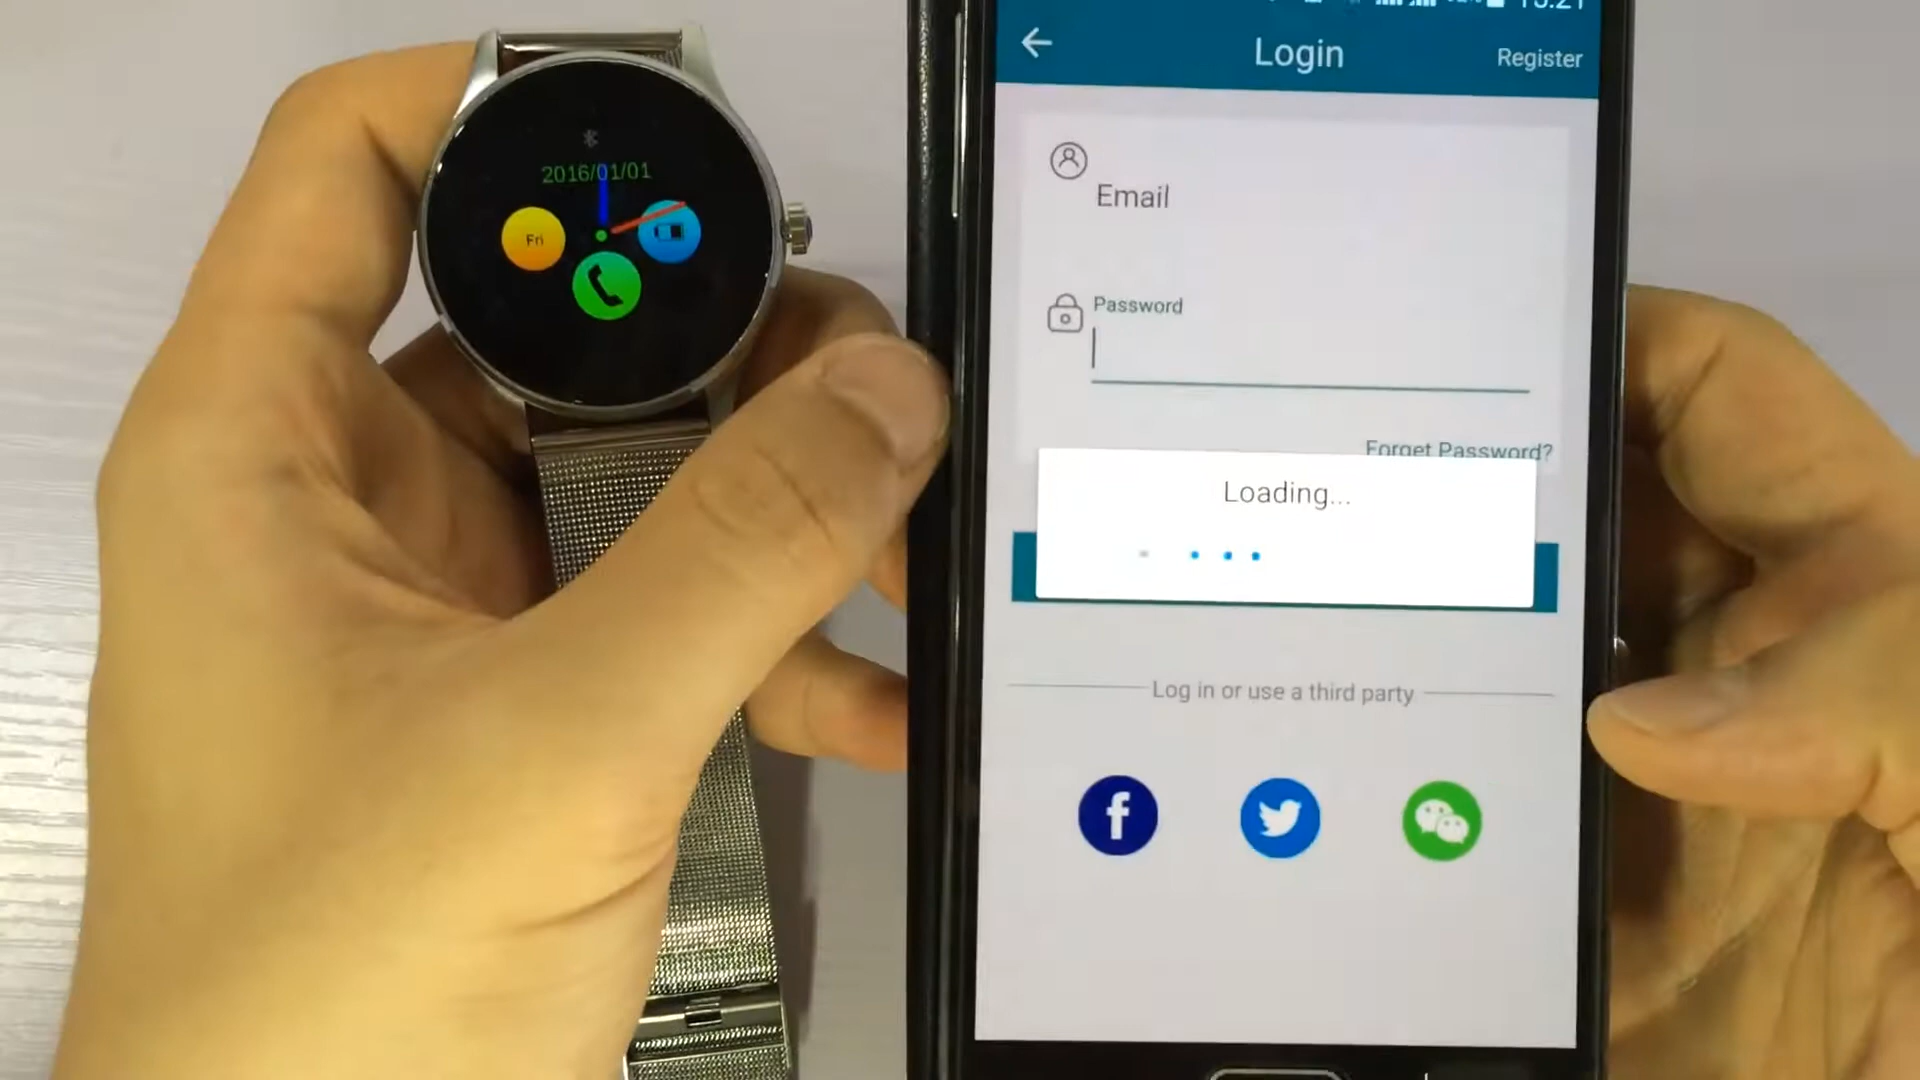 2016/01/01
Fri
Login
Register
Email
Password
Forget Password?
Loading...
Log in or use a third party